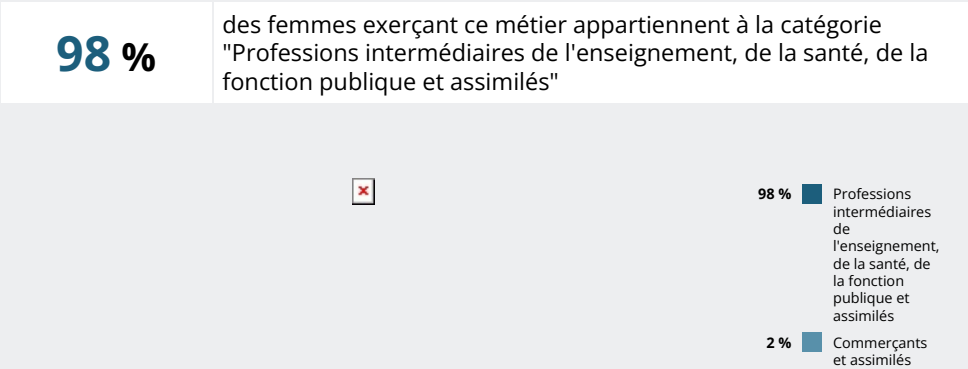 98 %
des femmes exerçant ce métier appartiennent à la catégorie
"Professions intermédiaires de l'enseignement, de la santé, de la
fonction publique et assimilés"
98 %
Professions
intermédiaires
de
l'enseignement,
de la santé, de
la fonction
publique et
assimilés
2 %
Commerçants
et assimilés